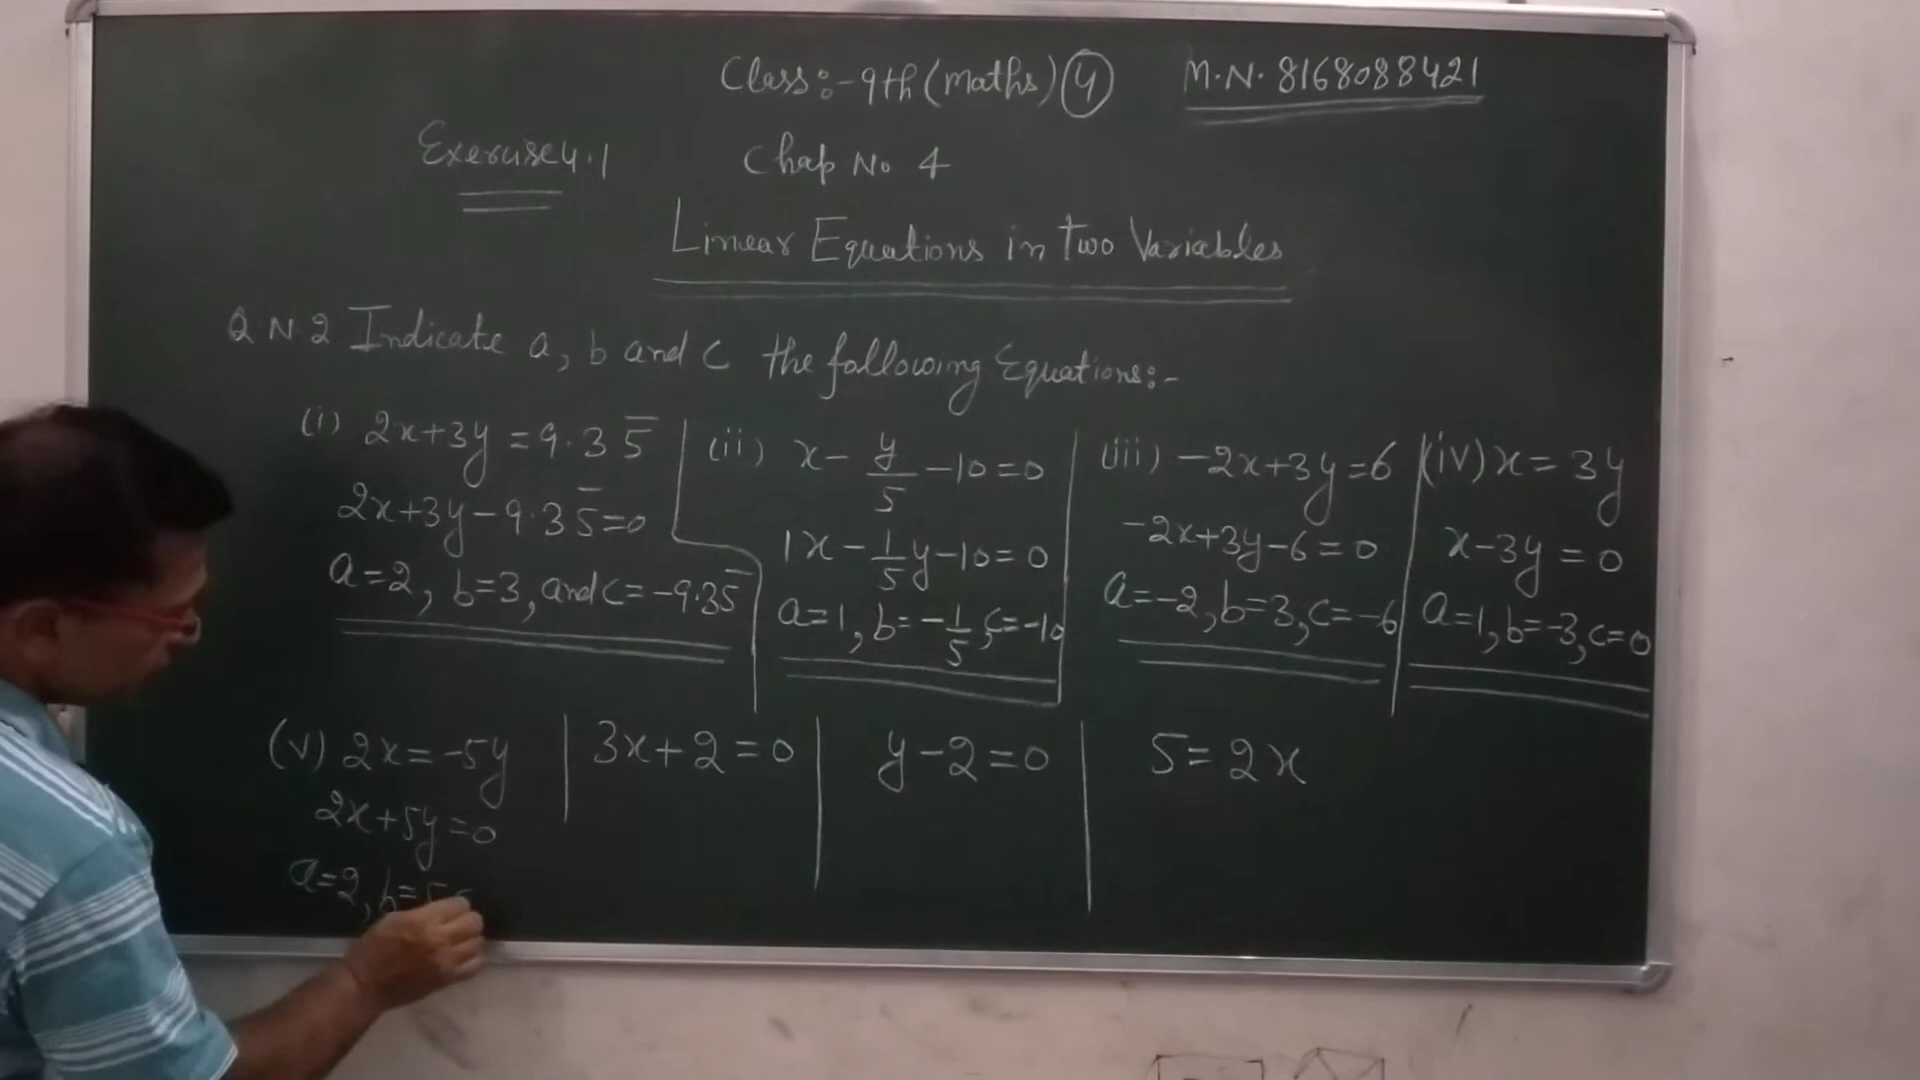 Class:-9th (Maths) 4 M.N. 8168088421
Exercise 4.1 Chap No 4
Linear Equations in Two Variables
Q N.2 Indicate a, b and c the following Equations:-
(i) 2x+3y=9.35̅
2x+3y-9.35̅=0
a=2, b=3, and c=-9.35̅
(ii) x-y/5-10=0
1x-1/5y-10=0
a=1, b=-1/5, c=-10
(iii) -2x+3y=6
-2x+3y-6=0
a=-2, b=3, c=-6
(iv) x=3y
x-3y=0
a=1, b=-3, c=0
(v) 2x=-5y
2x+5y=0
a=2, b=5
3x+2=0
y-2=0
5=2x